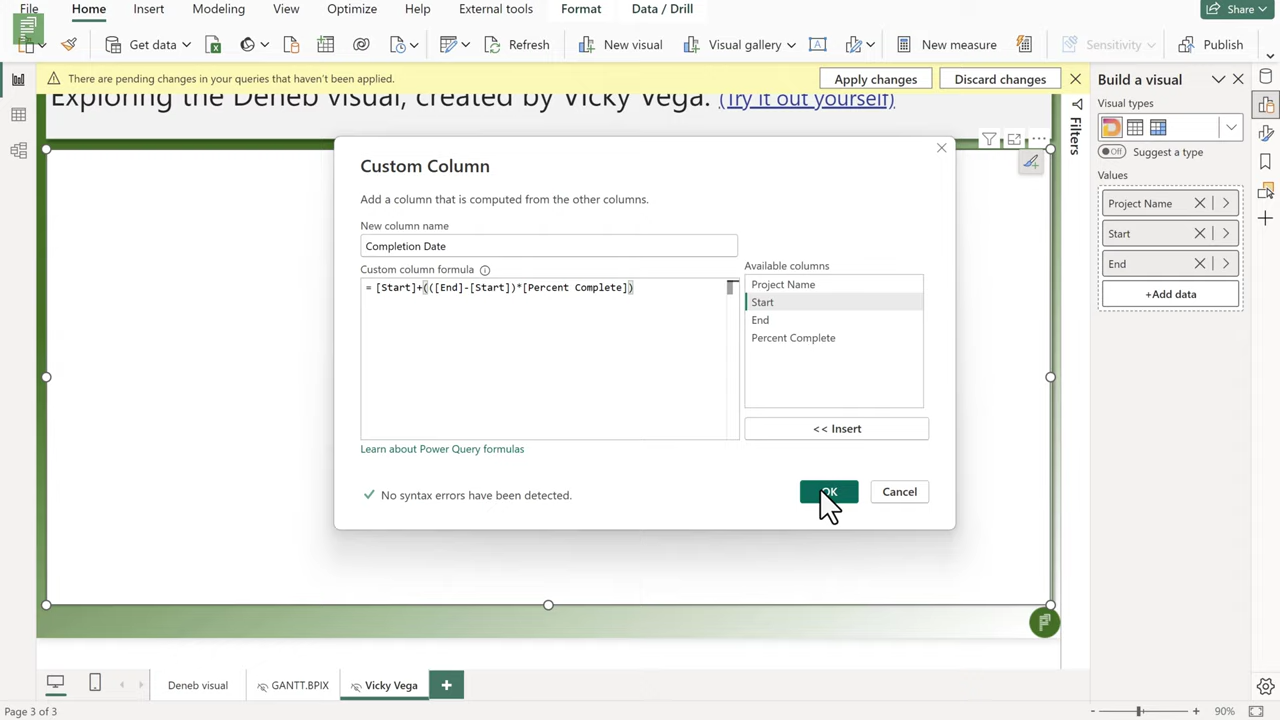 File Home Insert Modeling View Optimize Help External tools Format Data / Drill Share
Get data Refresh New visual Visual gallery New measure Sensitivity Publish
There are pending changes in your queries that haven't been applied. Apply changes Discard changes
Build a visual
Filters
Exploring the Deneb visual, created by Vicky Vega. (Try it out yourself)
Visual types
Off Suggest a type
Values
Project Name
Start
End
+Add data
Custom Column
Add a column that is computed from the other columns.
New column name
Completion Date
Custom column formula
= [Start]+(([End]-[Start])*[Percent Complete])
Available columns
Project Name
Start
End
Percent Complete
<< Insert
Learn about Power Query formulas
No syntax errors have been detected.
OK Cancel
Deneb visual GANTT.BPIX Vicky Vega
Page 3 of 3
- + 90%